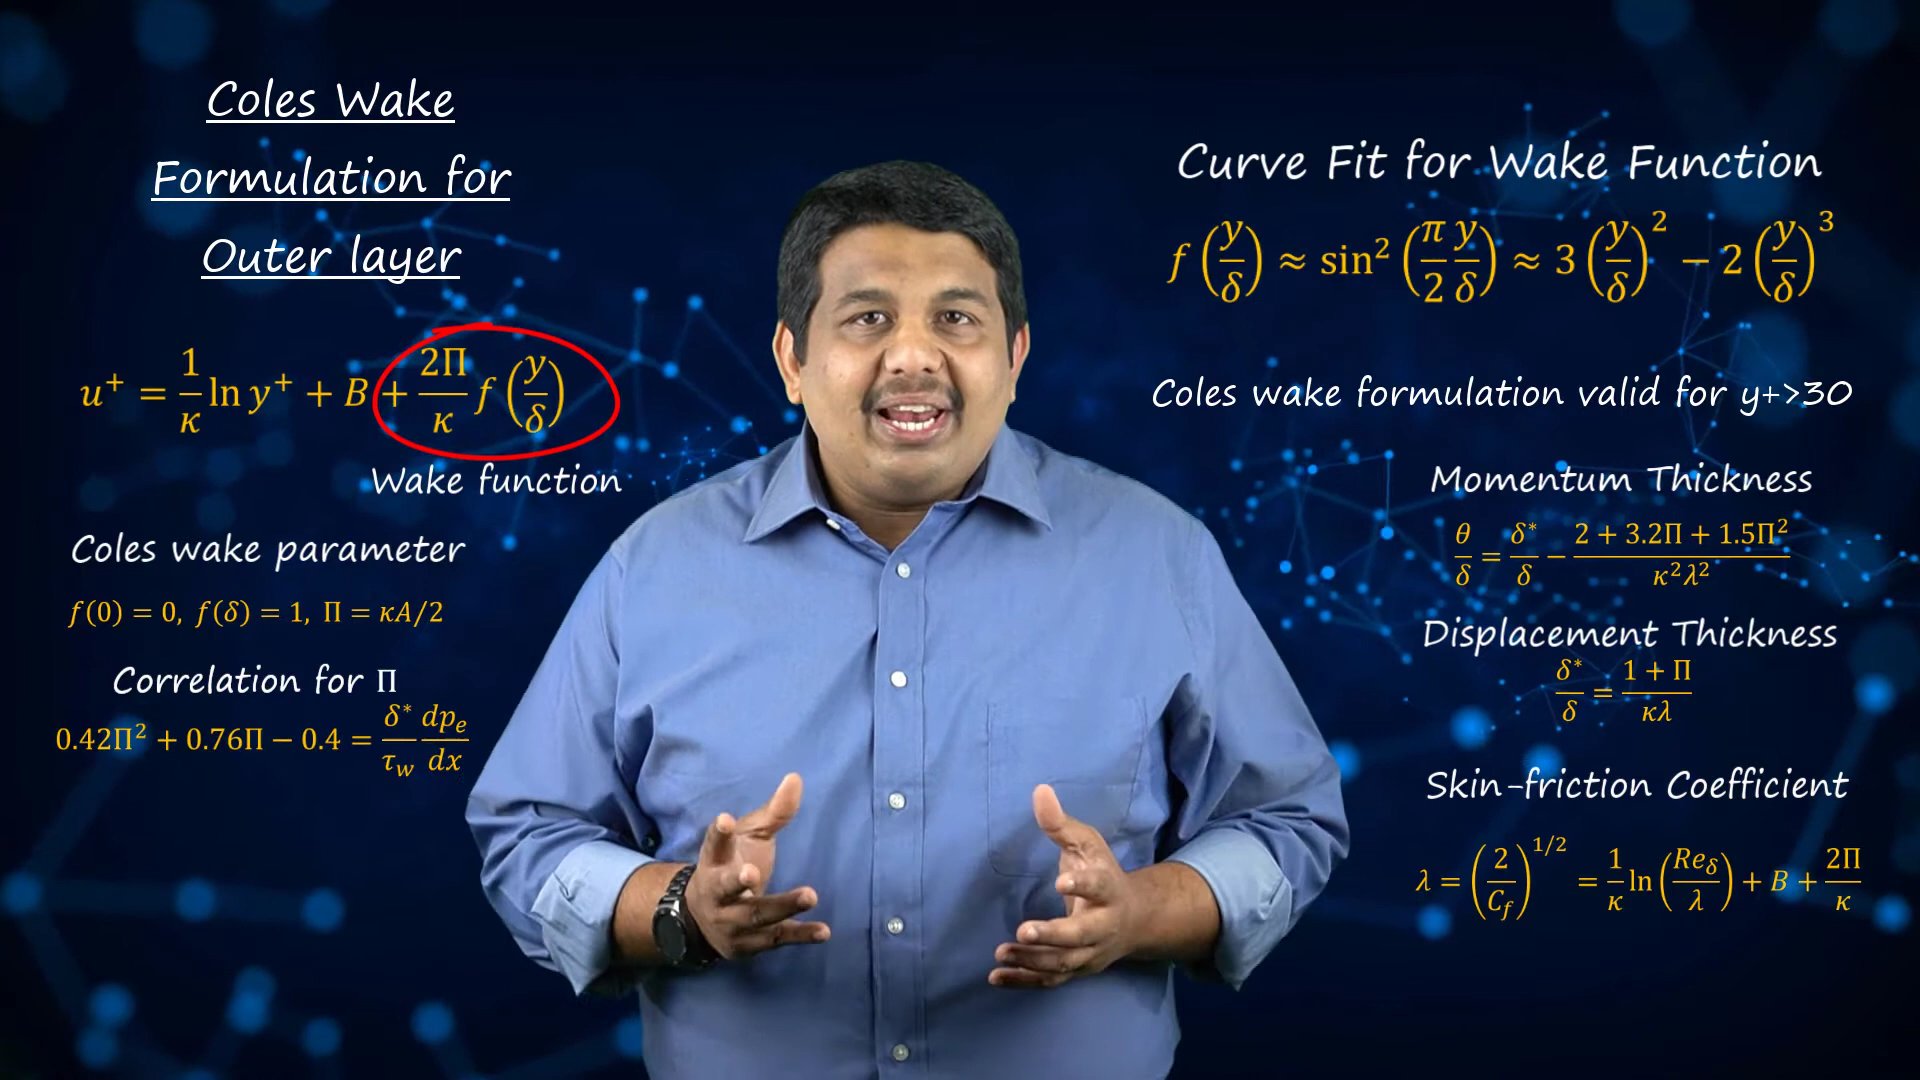 Coles Wake
Formulation for
Outer layer
u⁺ = 1/κ ln y⁺ + B + 2Π/κ f(y/δ)
Wake function
Coles wake parameter
f(0) = 0, f(δ) = 1, Π = κA/2
Correlation for Π
0.42Π² + 0.76Π − 0.4 = δ*/τ_w dp_e/dx
Curve Fit for Wake Function
f(y/δ) ≈ sin²(π/2 y/δ) ≈ 3(y/δ)² − 2(y/δ)³
Coles wake formulation valid for y+>30
Momentum Thickness
θ/δ = δ*/δ − (2 + 3.2Π + 1.5Π²)/(κ²λ²)
Displacement Thickness
δ*/δ = (1 + Π)/(κλ)
Skin-friction Coefficient
λ = (2/C_f)^1/2 = 1/κ ln(Re_δ/λ) + B + 2Π/κ